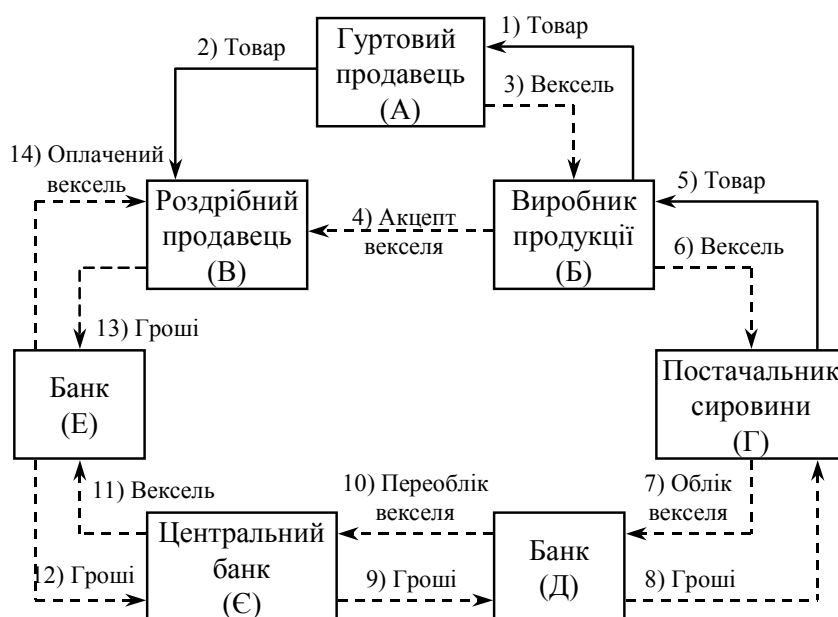 1) Товар
2) Товар
Гуртовий
продавець
(А)
3) Вексель
14) Оплачений
вексель
Роздрібний
продавець
(В)
4) Акцепт
векселя
Виробник
продукції
(Б)
5) Товар
6) Вексель
13) Гроші
Банк
(Е)
Постачальник
сировини
(Г)
11) Вексель
10) Переоблік
векселя
7) Облік
векселя
12) Гроші
Центральний
банк
(Є)
9) Гроші
Банк
(Д)
8) Гроші